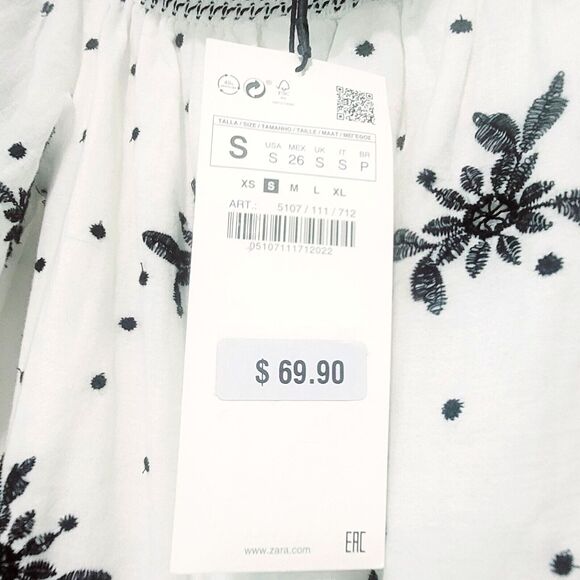 TALLA / SIZE / TAMANHO / TAILLE / MAAT / ΜΕΓΕΘΟΣ
S
USA MEX UK IT BR
S 26 S S P
XS S M L XL
ART.: 5107 / 111 / 712
05107111712022
$ 69.90
www.zara.com
EAC